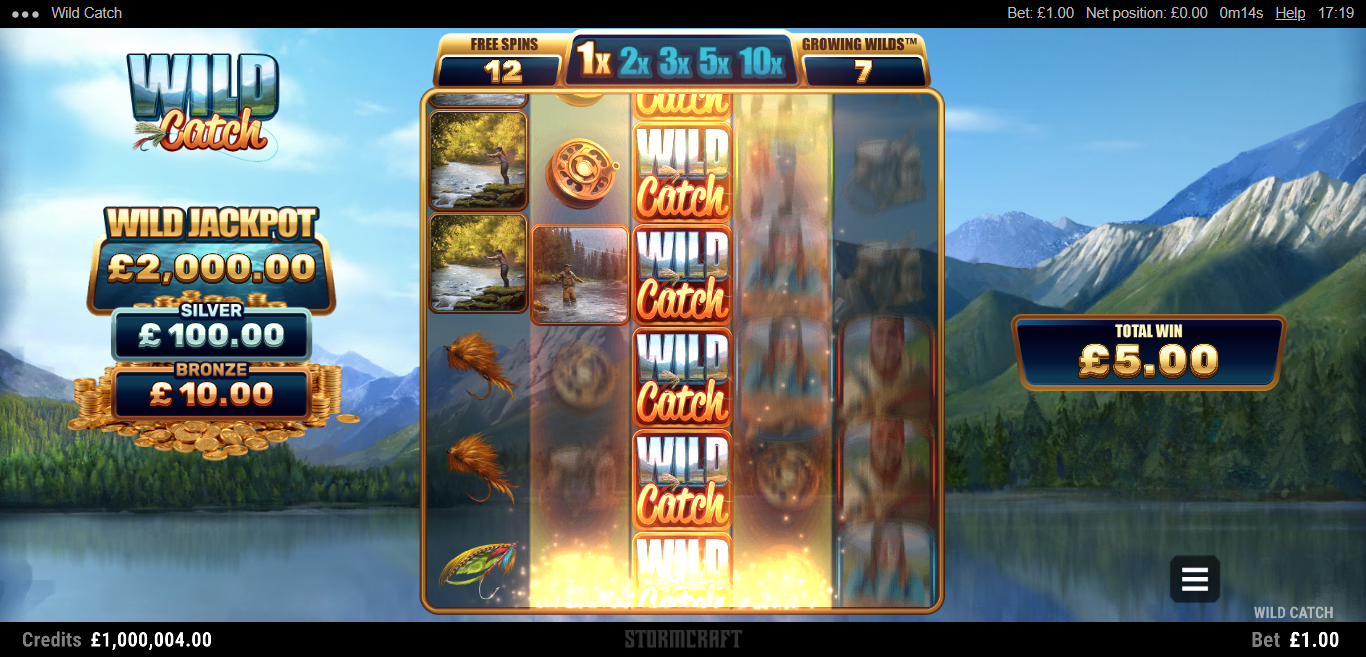 Wild Catch
Bet: £1.00 Net position: £0.00 0m14s Help 17:19
FREE SPINS
12
1x 2x 3x 5x 10x
GROWING WILDS™
7
WILD
Catch
WILD JACKPOT
£2,000.00
SILVER
£100.00
BRONZE
£10.00
Catch
WILD
Catch
WILD
Catch
WILD
Catch
WILD
Catch
WILD
Catch
TOTAL WIN
£5.00
WILD CATCH
Credits £1,000,004.00
STORMCRAFT
Bet £1.00